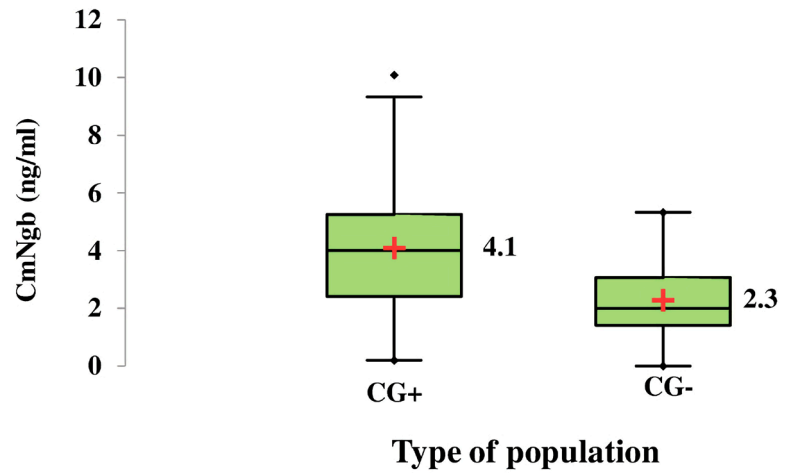 12
10
8
6
4
2
0
CmNgb (ng/ml)
4.1
2.3
CG+
CG-
Type of population